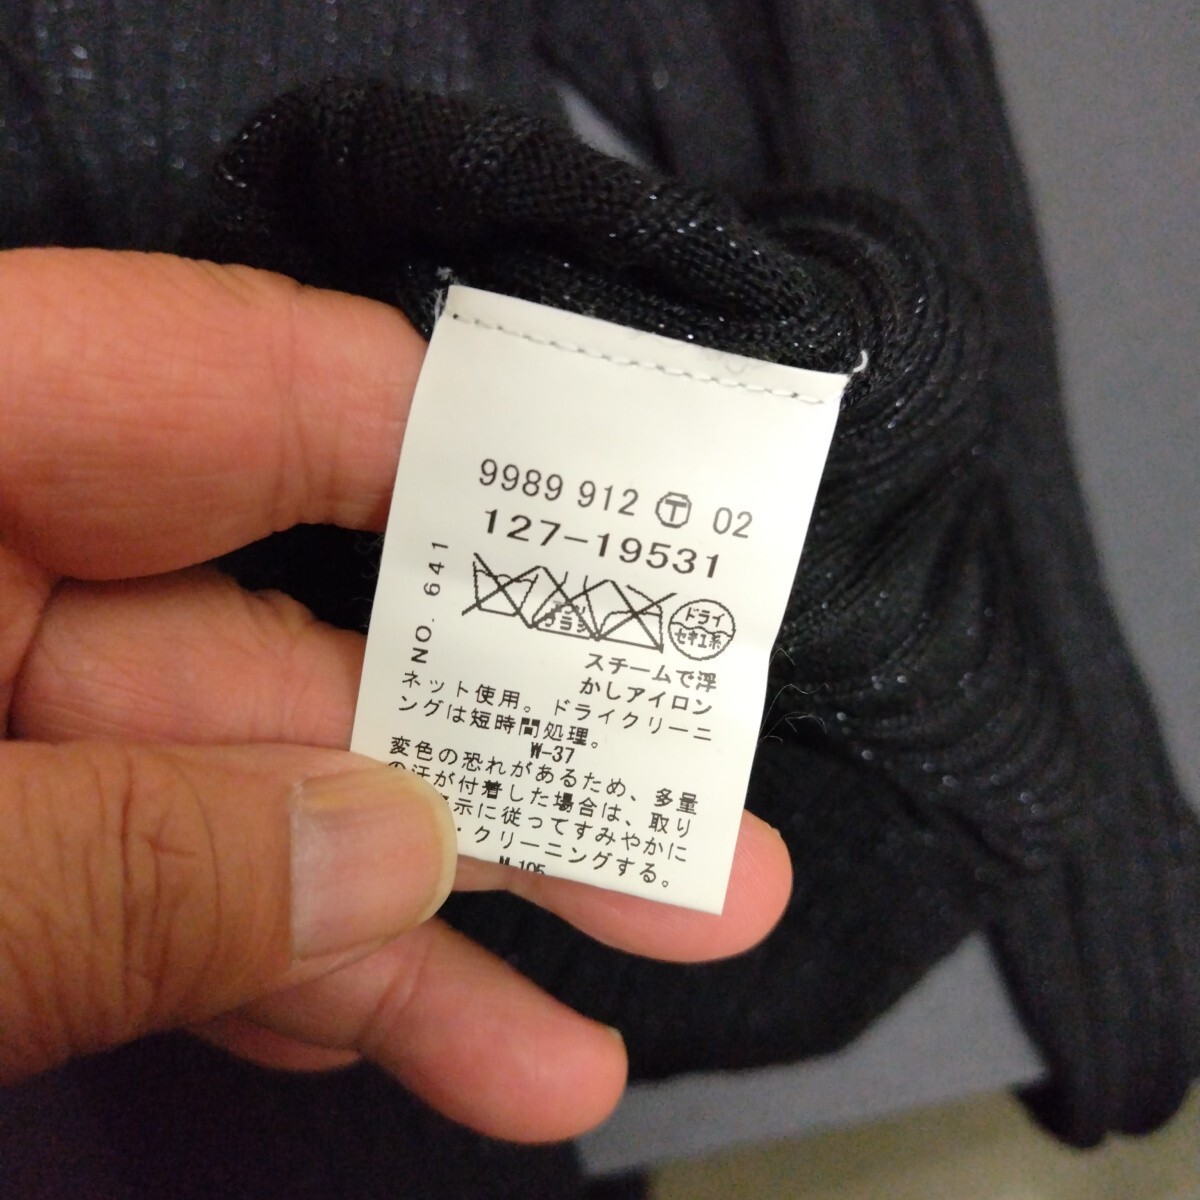 9989 912 T 02
127-19531
NO. 641
ドライ
セキユ系
スチームで浮
かしアイロン
ネット使用。ドライクリーニ
ングは短時間処理。
W-37
変色の恐れがあるため、多量
の汗が付着した場合は、取り
示に従ってすみやかに
・クリーニングする。
M-105